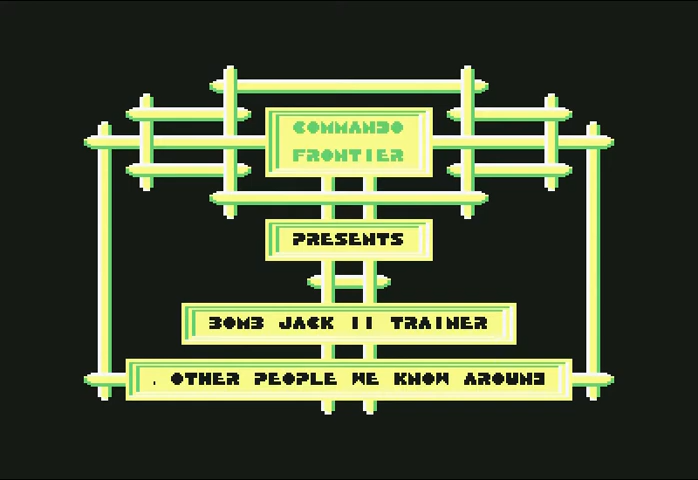 COMMANDO
FRONTIER
PRESENTS
BOMB JACK II TRAINER
. OTHER PEOPLE WE KNOW AROUND